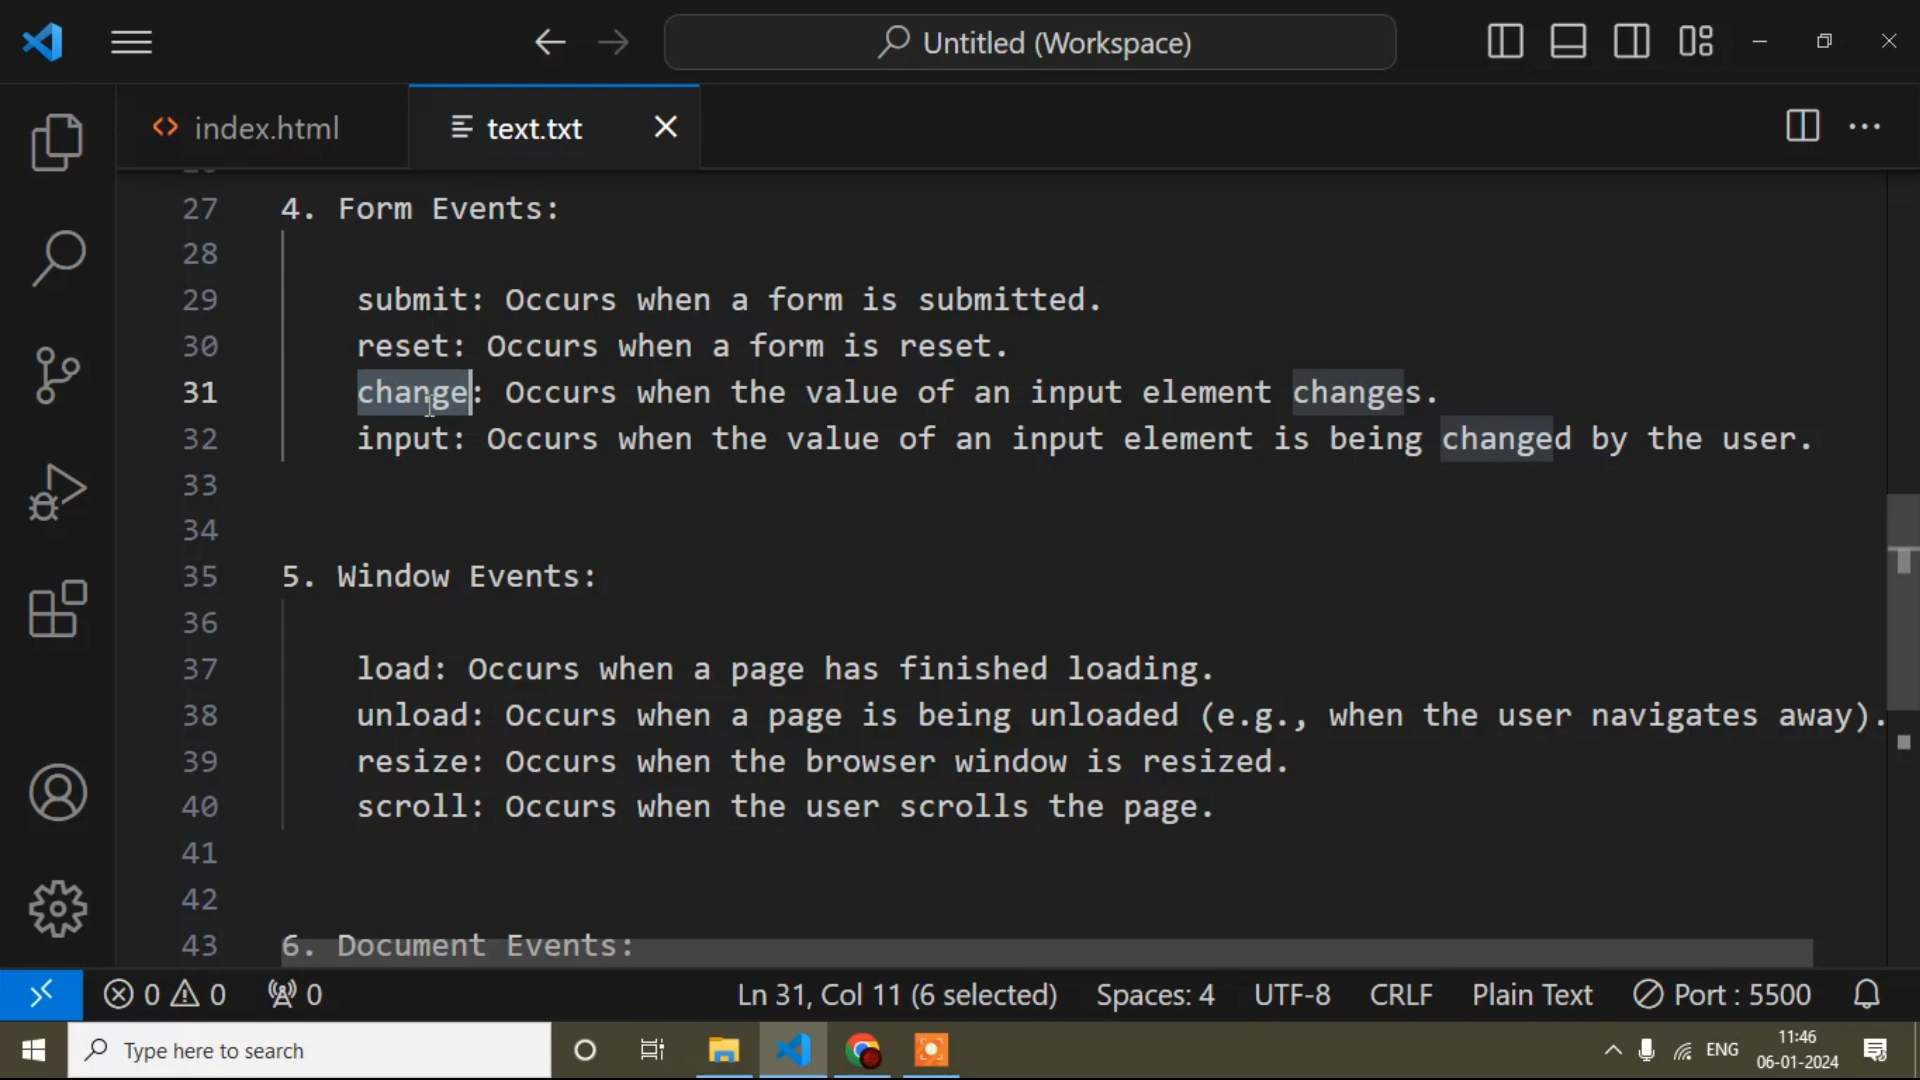 Untitled (Workspace)
index.html
text.txt
27 4. Form Events:
28
29 submit: Occurs when a form is submitted.
30 reset: Occurs when a form is reset.
31 change: Occurs when the value of an input element changes.
32 input: Occurs when the value of an input element is being changed by the user.
33
34
35 5. Window Events:
36
37 load: Occurs when a page has finished loading.
38 unload: Occurs when a page is being unloaded (e.g., when the user navigates away).
39 resize: Occurs when the browser window is resized.
40 scroll: Occurs when the user scrolls the page.
41
42
43 6. Document Events:
0 0 0 Ln 31, Col 11 (6 selected) Spaces: 4 UTF-8 CRLF Plain Text Port : 5500
Type here to search ENG 11:46
06-01-2024